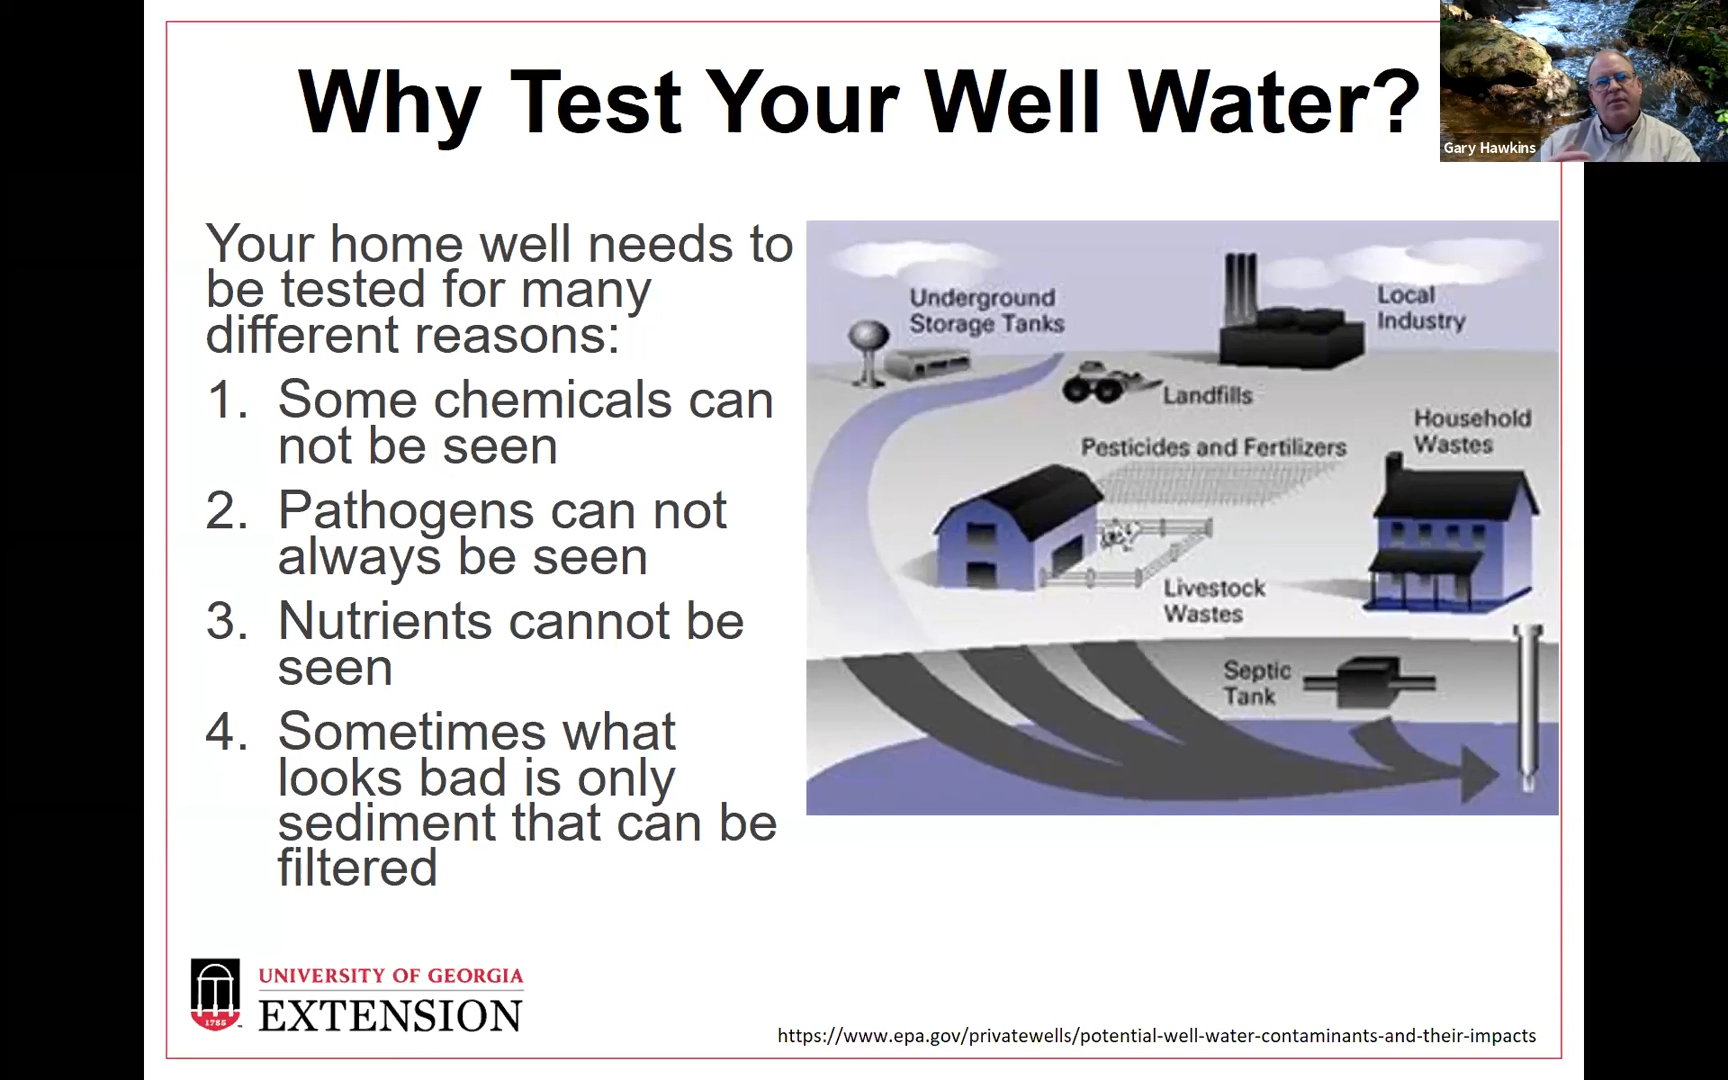 Why Test Your Well Water?
Gary Hawkins
Your home well needs to
be tested for many
different reasons:
1. Some chemicals can
not be seen
2. Pathogens can not
always be seen
3. Nutrients cannot be
seen
4. Sometimes what
looks bad is only
sediment that can be
filtered
Underground
Storage Tanks
Local
Industry
Landfills
Household
Wastes
Pesticides and Fertilizers
Livestock
Wastes
Septic
Tank
1785
UNIVERSITY OF GEORGIA
EXTENSION
https://www.epa.gov/privatewells/potential-well-water-contaminants-and-their-impacts